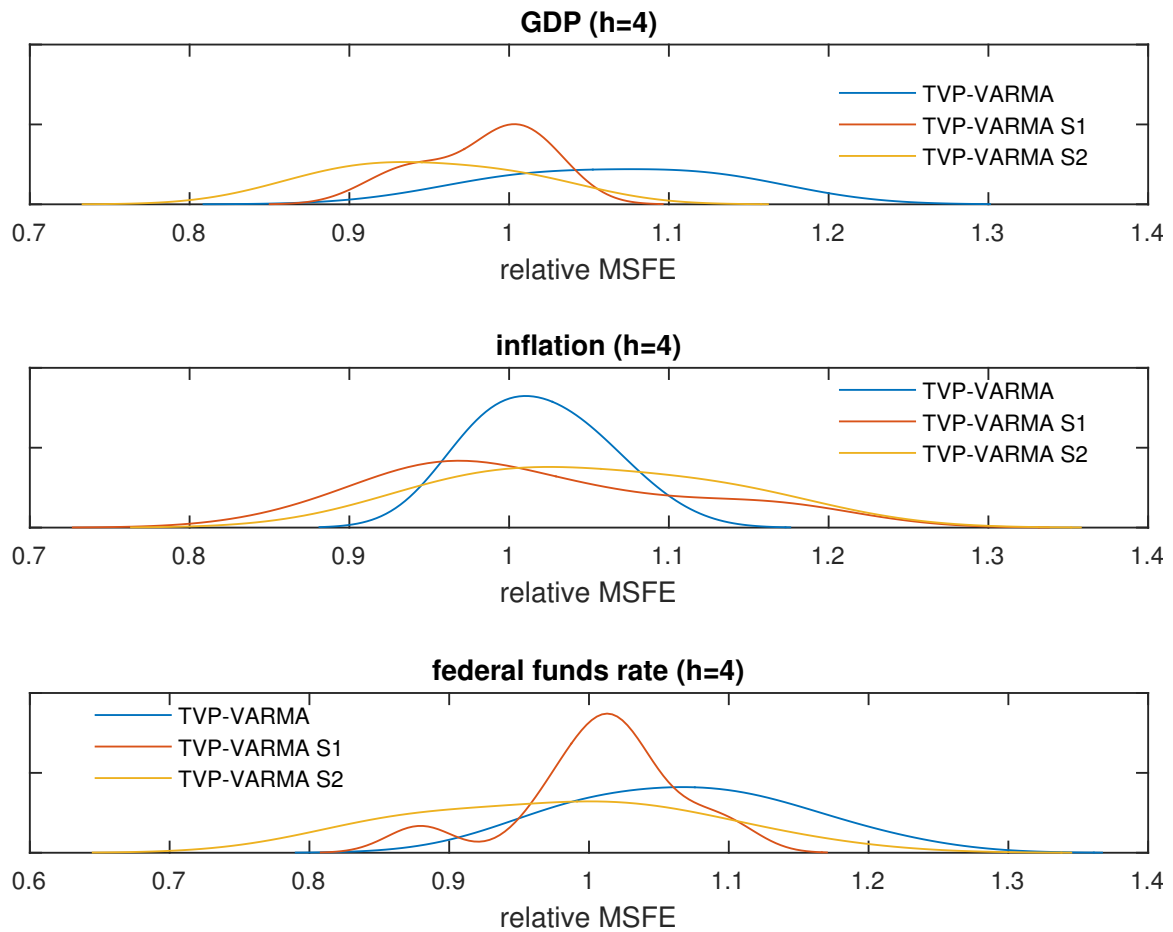 GDP (h=4)
TVP-VARMA
TVP-VARMA S1
TVP-VARMA S2
0.7 0.8 0.9 1 1.1 1.2 1.3 1.4
relative MSFE
inflation (h=4)
TVP-VARMA
TVP-VARMA S1
TVP-VARMA S2
0.7 0.8 0.9 1 1.1 1.2 1.3 1.4
relative MSFE
federal funds rate (h=4)
TVP-VARMA
TVP-VARMA S1
TVP-VARMA S2
0.6 0.7 0.8 0.9 1 1.1 1.2 1.3 1.4
relative MSFE